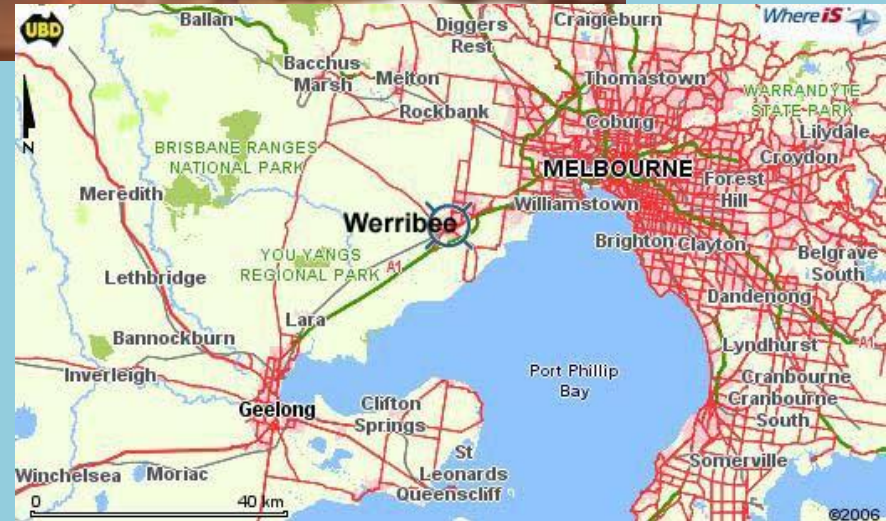 UBD
Ballan
Diggers
Rest
Craigieburn
Where iS
Bacchus
Marsh
Melton
Thomastown
Rockbank
WARRANDYTE
STATE PARK
Coburg
Lilydale
N
BRISBANE RANGES
NATIONAL PARK
Croydon
MELBOURNE
Forest
Hill
Meredith
Williamstown
Werribee
Brighton
Clayton
YOU YANGS
REGIONAL PARK
A1
Belgrave
South
Lethbridge
Dandenong
Lara
Bannockburn
Lyndhurst
A1
Inverleigh
Port Phillip
Bay
Cranbourne
Cranbourne
South
Geelong
Clifton
Springs
St
Leonards
Somerville
Winchelsea
Moriac
Queenscliff
0
40 km
©2006